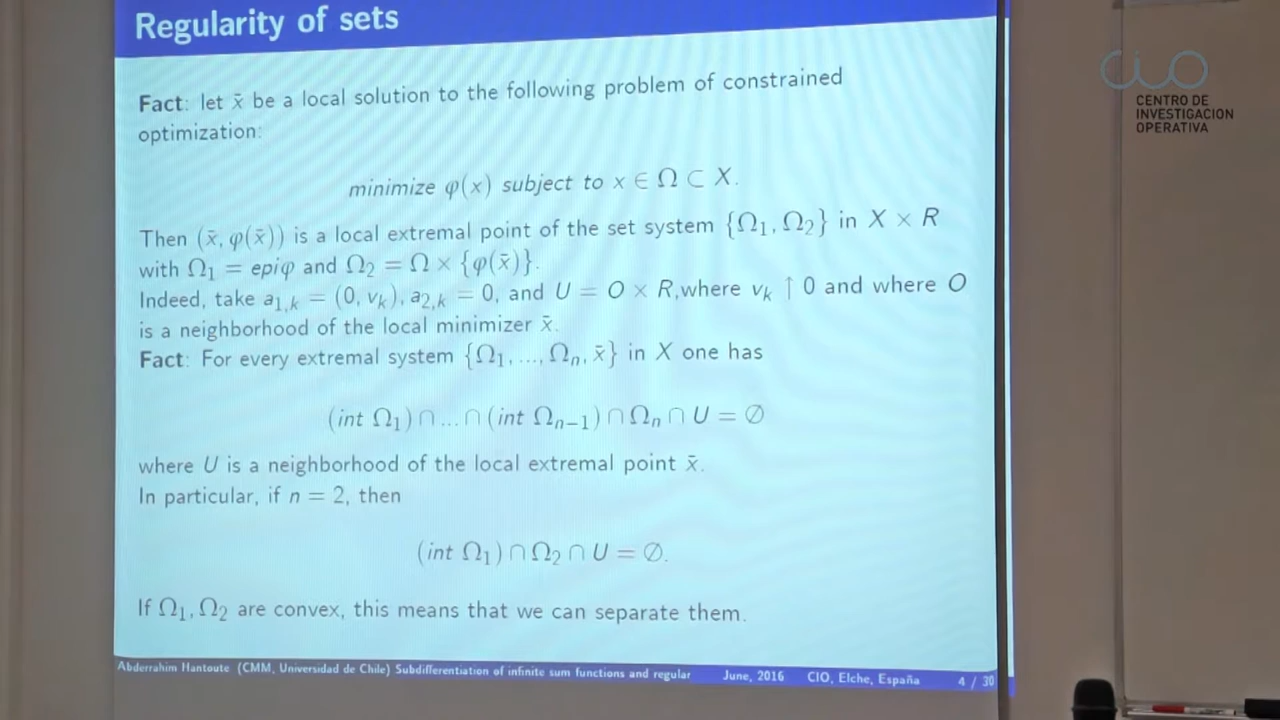 Regularity of sets
Fact: let x̄ be a local solution to the following problem of constrained
optimization:
minimize φ(x) subject to x ∈ Ω ⊂ X.
Then (x̄, φ(x̄)) is a local extremal point of the set system {Ω₁, Ω₂} in X × R
with Ω₁ = epiφ and Ω₂ = Ω × {φ(x̄)}.
Indeed, take a₁,ₖ = (0, νₖ), a₂,ₖ = 0, and U = O × R,where νₖ ↑ 0 and where O
is a neighborhood of the local minimizer x̄.
Fact: For every extremal system {Ω₁, ..., Ωₙ, x̄} in X one has
(int Ω₁) ∩ ... ∩ (int Ωₙ₋₁) ∩ Ωₙ ∩ U = ∅
where U is a neighborhood of the local extremal point x̄.
In particular, if n = 2, then
(int Ω₁) ∩ Ω₂ ∩ U = ∅.
If Ω₁, Ω₂ are convex, this means that we can separate them.
Abderrahim Hantoute (CMM, Universidad de Chile) Subdifferentiation of infinite sum functions and regular June, 2016 CIO, Elche, España 4 / 30
CIO
CENTRO DE
INVESTIGACION
OPERATIVA